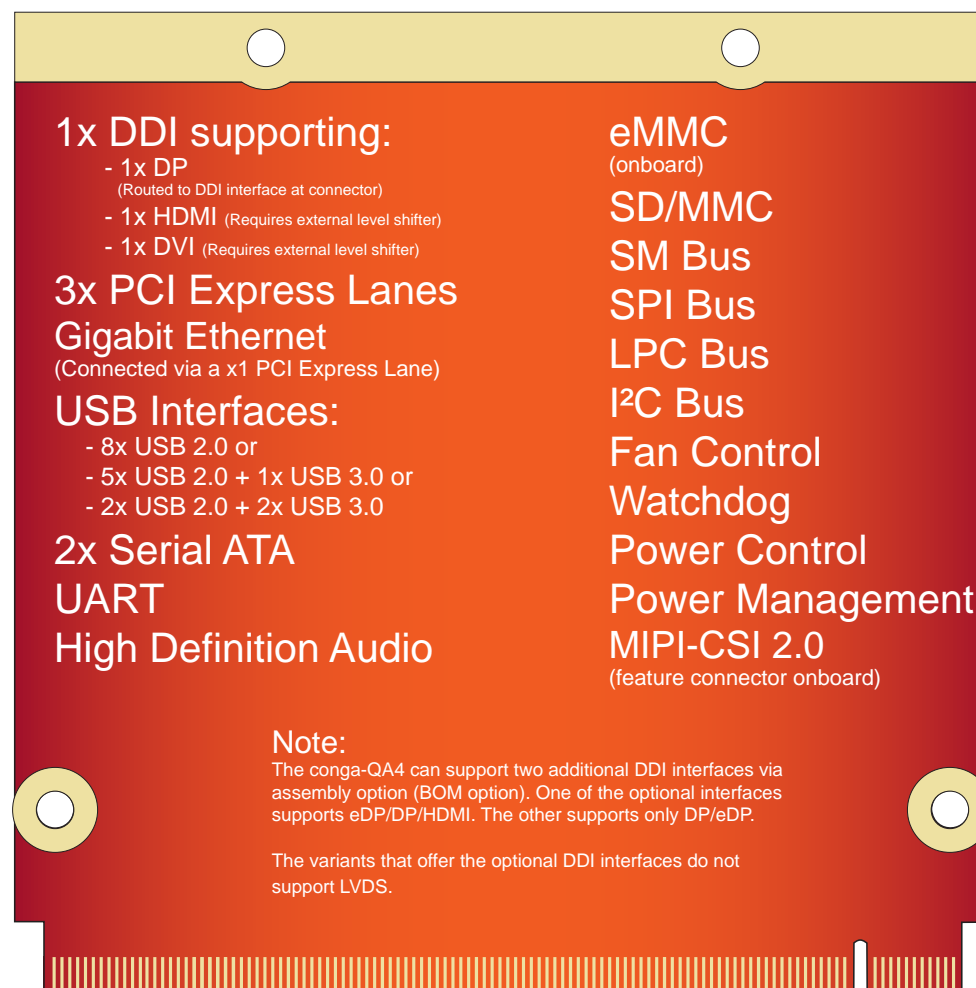 1x DDI supporting:
- 1x DP
(Routed to DDI interface at connector)
- 1x HDMI (Requires external level shifter)
- 1x DVI (Requires external level shifter)
3x PCI Express Lanes
Gigabit Ethernet
(Connected via a x1 PCI Express Lane)
USB Interfaces:
- 8x USB 2.0 or
- 5x USB 2.0 + 1x USB 3.0 or
- 2x USB 2.0 + 2x USB 3.0
2x Serial ATA
UART
High Definition Audio
eMMC
(onboard)
SD/MMC
SM Bus
SPI Bus
LPC Bus
I²C Bus
Fan Control
Watchdog
Power Control
Power Management
MIPI-CSI 2.0
(feature connector onboard)
Note:
The conga-QA4 can support two additional DDI interfaces via
assembly option (BOM option). One of the optional interfaces
supports eDP/DP/HDMI. The other supports only DP/eDP.
The variants that offer the optional DDI interfaces do not
support LVDS.